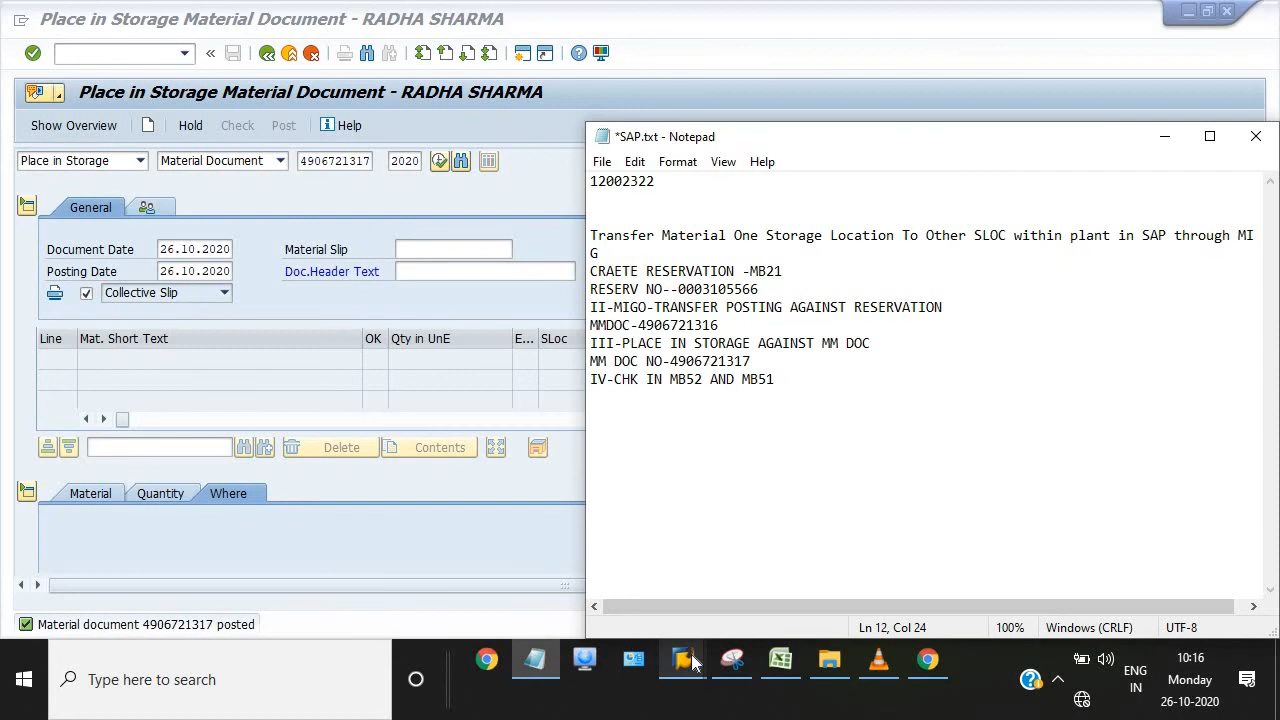 Place in Storage Material Document - RADHA SHARMA
Place in Storage Material Document - RADHA SHARMA
Show Overview Hold Check Post Help
Place in Storage Material Document 4906721317 2020
General
Document Date 26.10.2020 Material Slip
Posting Date 26.10.2020 Doc.Header Text
Collective Slip
Line Mat. Short Text OK Qty in UnE E... SLoc
Delete Contents
Material Quantity Where
Material document 4906721317 posted
*SAP.txt - Notepad
File Edit Format View Help
12002322
Transfer Material One Storage Location To Other SLOC within plant in SAP through MI
G
CRAETE RESERVATION -MB21
RESERV NO--0003105566
II-MIGO-TRANSFER POSTING AGAINST RESERVATION
MMDOC-4906721316
III-PLACE IN STORAGE AGAINST MM DOC
MM DOC NO-4906721317
IV-CHK IN MB52 AND MB51
Ln 12, Col 24 100% Windows (CRLF) UTF-8
Type here to search
ENG
IN
10:16
Monday
26-10-2020